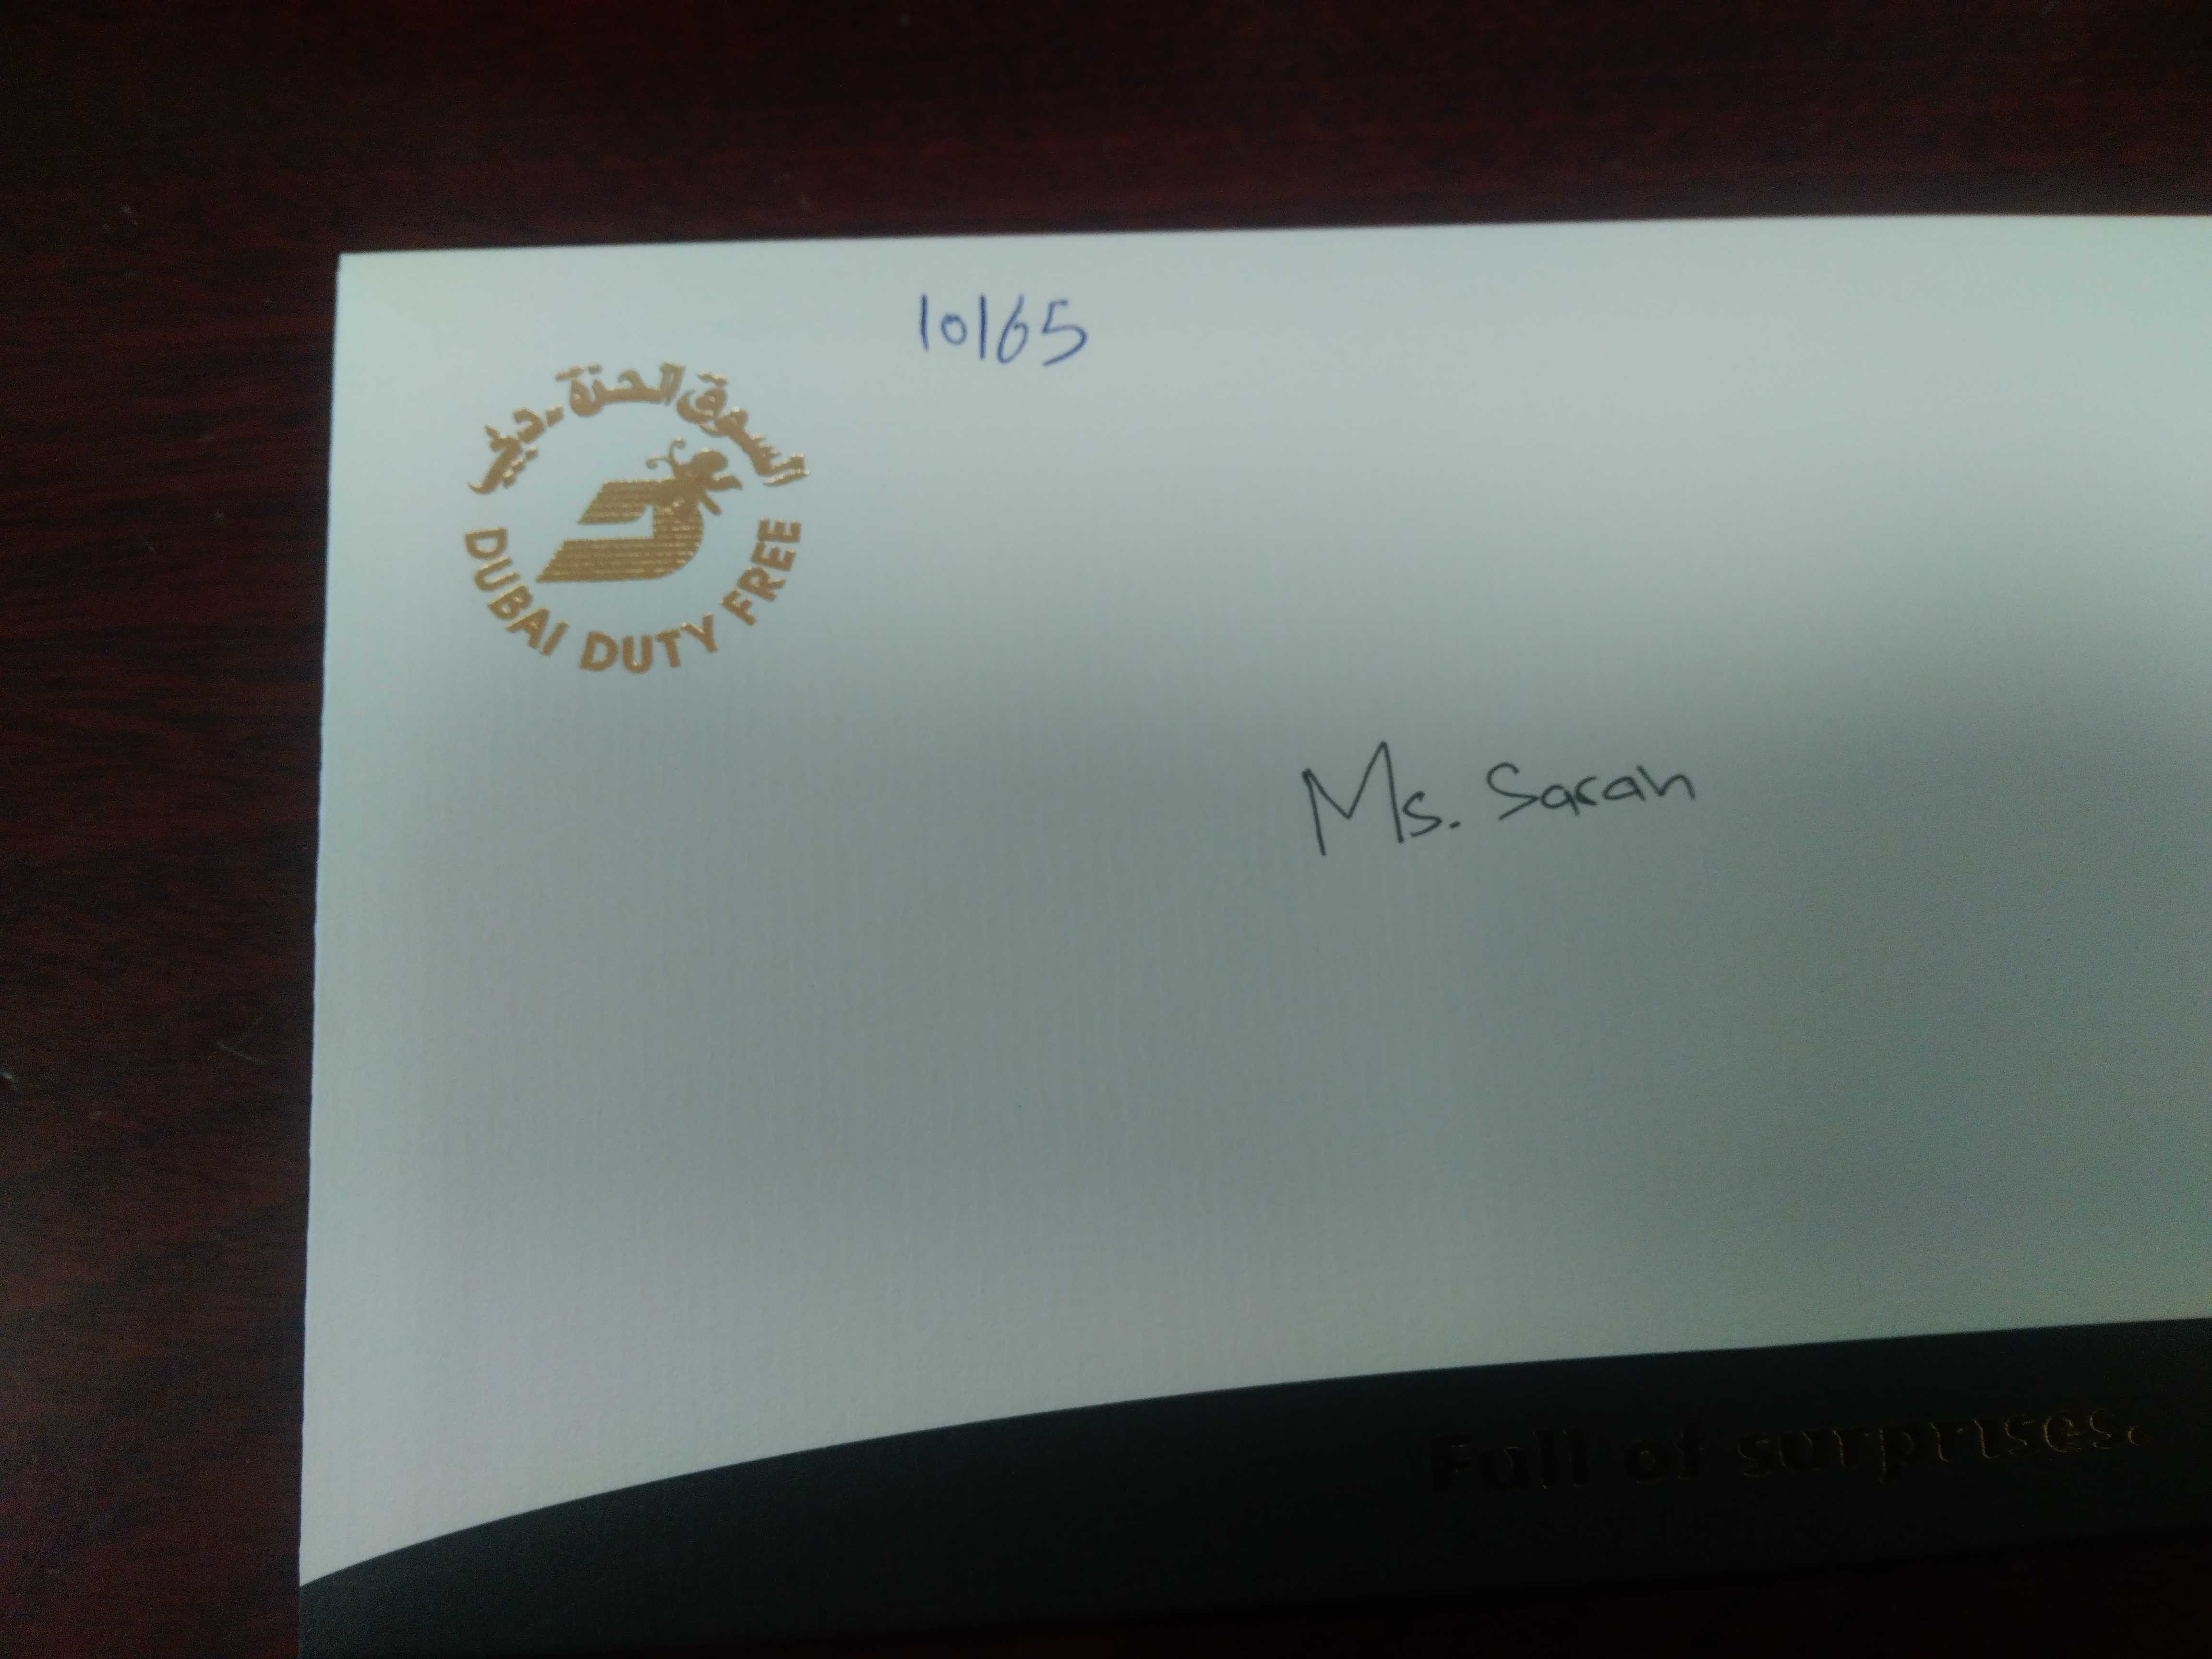 10165
السوق الحرة - دبي
DUBAI DUTY FREE
Ms. Sarah
Full of surprises.